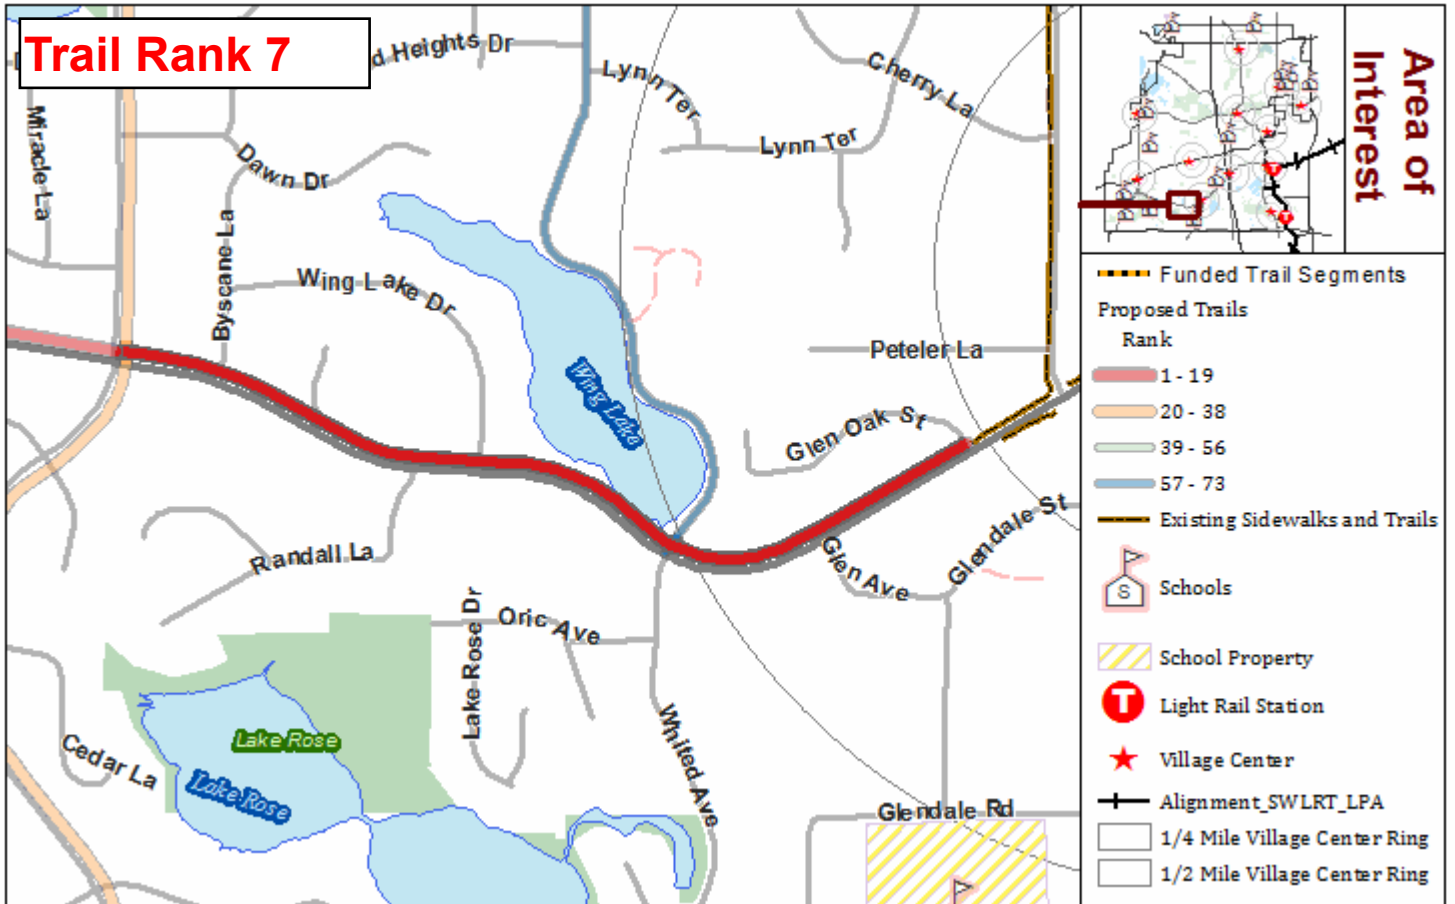 Trail Rank 7
d Heights Dr
Lynn Ter
Cherry La
Miracle La
Lynn Ter
Dawn Dr
Byscane La
Wing Lake Dr
Wing Lake
Peteler La
Glen Oak St
Glendale St
Glen Ave
Randall La
Lake Rose Dr
Oric Ave
Whited Ave
Cedar La
Lake Rose
Lake Rose
Glendale Rd
Area of
Interest
T
T
Funded Trail Segments
Proposed Trails
Rank
1 - 19
20 - 38
39 - 56
57 - 73
Existing Sidewalks and Trails
S
Schools
School Property
T
Light Rail Station
Village Center
Alignment_SWLRT_LPA
1/4 Mile Village Center Ring
1/2 Mile Village Center Ring